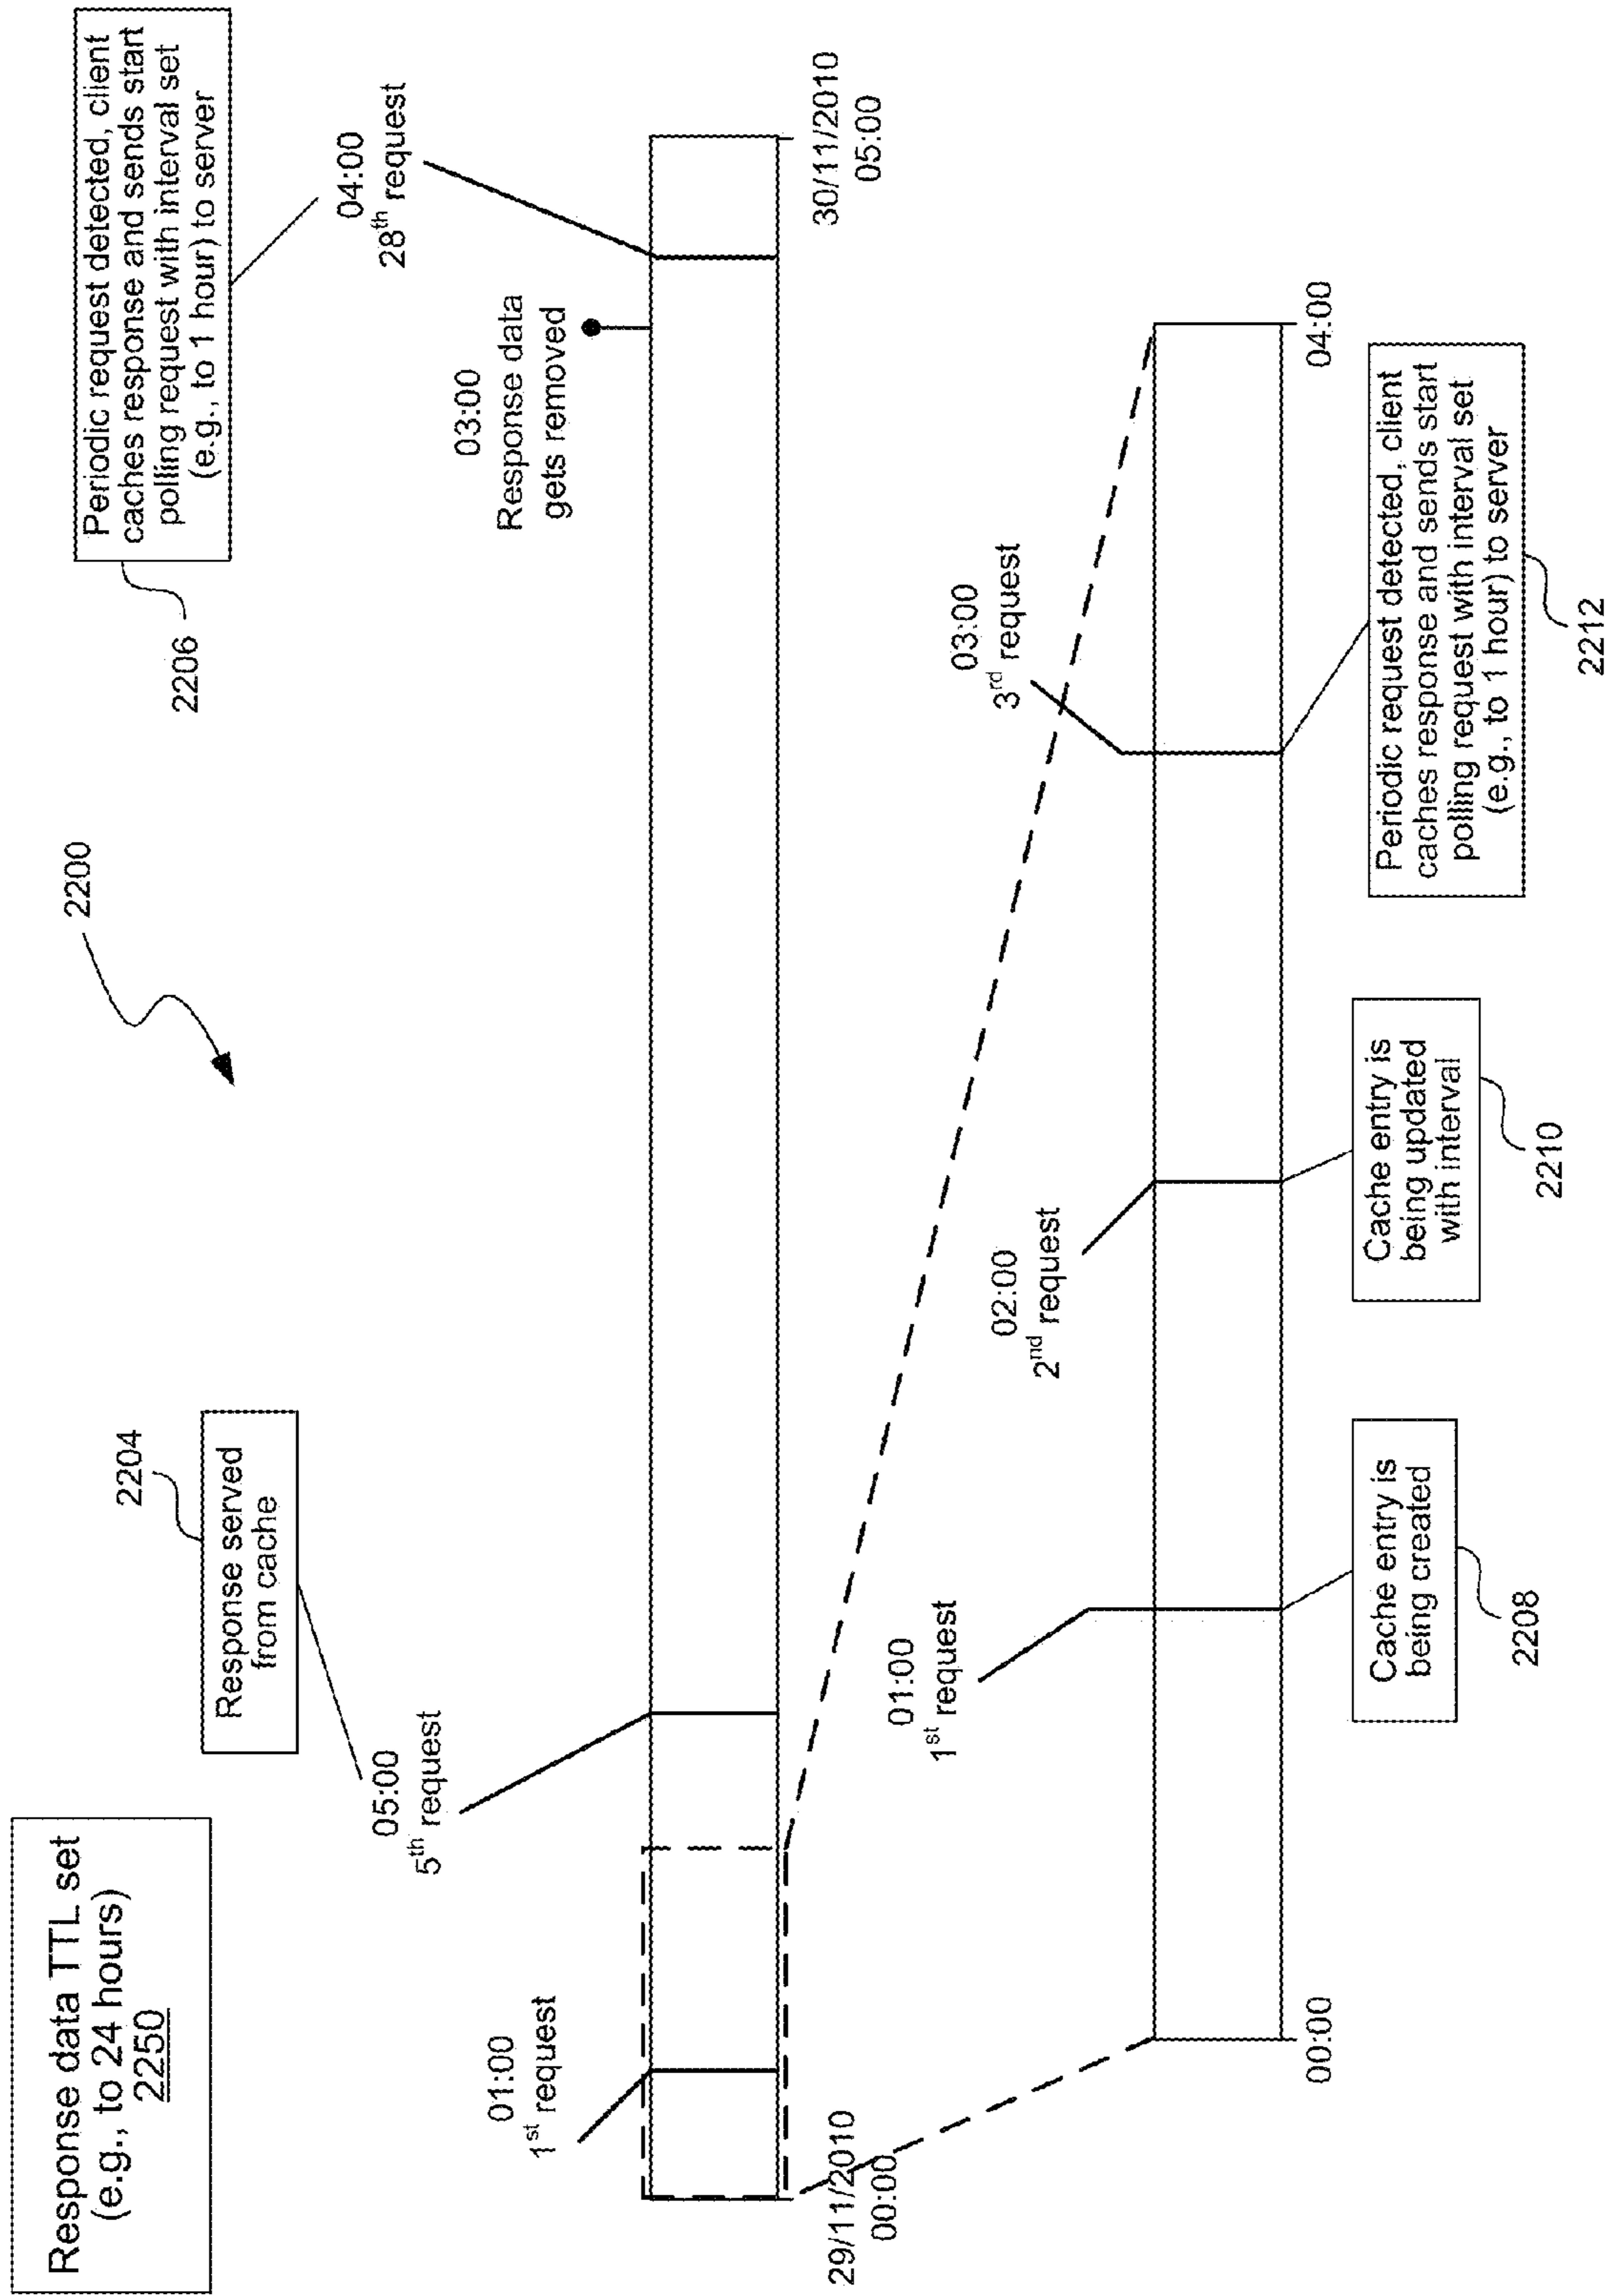 Response data TTL set
(e.g., to 24 hours)
2250
2204
Response served
from cache
2200
2206
Periodic request detected, client
caches response and sends start
polling request with interval set
(e.g., to 1 hour) to server
01:00
1st request
05:00
5th request
03:00
Response data
gets removed
04:00
28th request
29/11/2010
00:00
30/11/2010
05:00
01:00
1st request
02:00
2nd request
03:00
3rd request
00:00
04:00
Cache entry is
being created
2208
Cache entry is
being updated
with interval
2210
Periodic request detected, client
caches response and sends start
polling request with interval set
(e.g., to 1 hour) to server
2212